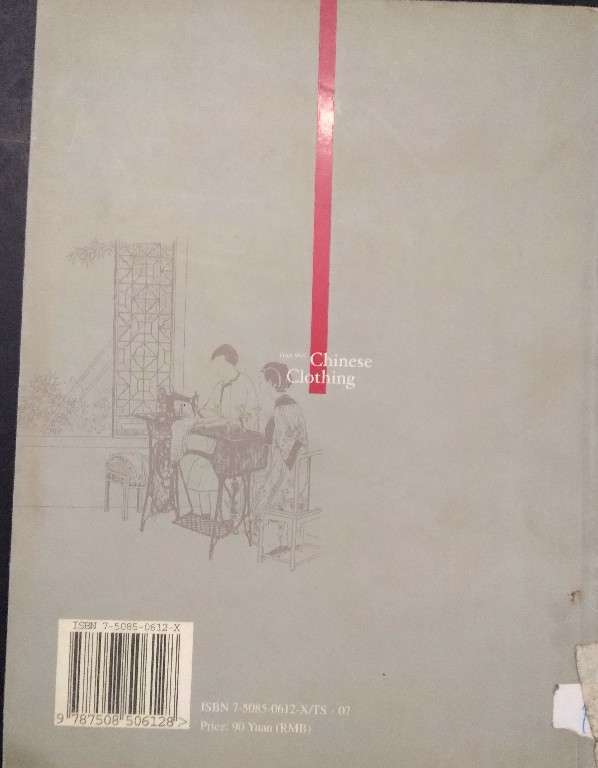 Chinese
Clothing
ISBN 7-5085-0612-X
9 787508 506128 >
ISBN 7-5085-0612-X/TS · 07
Price: 90 Yuan (RMB)